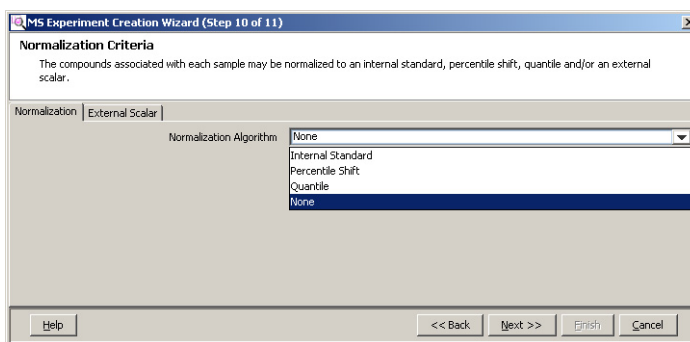 MS Experiment Creation Wizard (Step 10 of 11)
Normalization Criteria
The compounds associated with each sample may be normalized to an internal standard, percentile shift, quantile and/or an external
scalar.
Normalization External Scalar
Normalization Algorithm None
Internal Standard
Percentile Shift
Quantile
None
Help << Back Next >> Finish Cancel